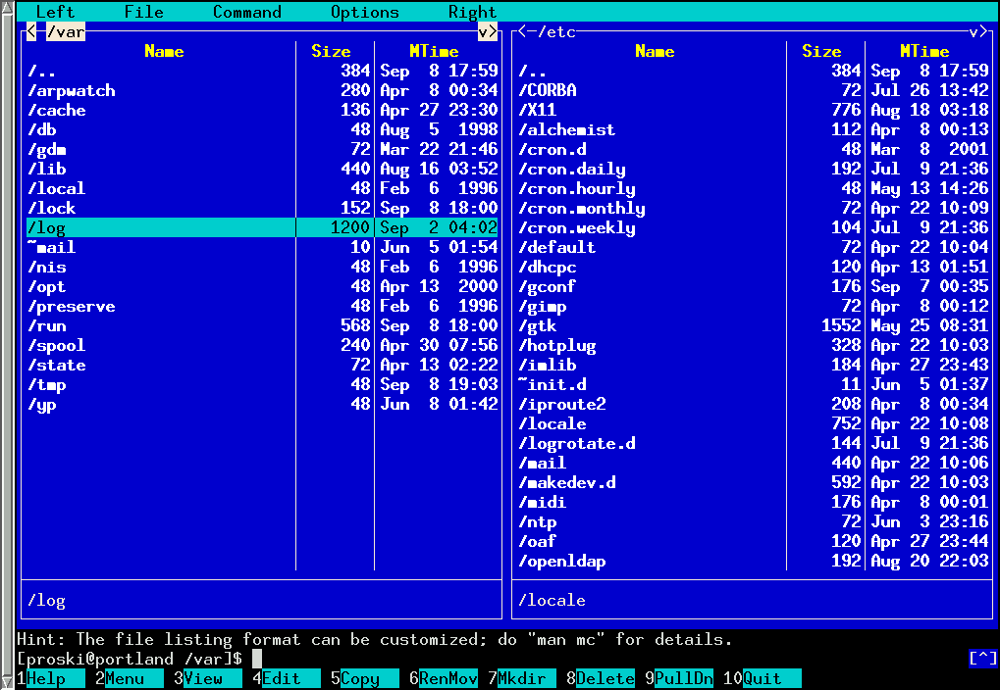 Left File Command Options Right
< /var v>
Name Size MTime
/.. 384 Sep 8 17:59
/arpwatch 280 Apr 8 00:34
/cache 136 Apr 27 23:30
/db 48 Aug 5 1998
/gdm 72 Mar 22 21:46
/lib 440 Aug 16 03:52
/local 48 Feb 6 1996
/lock 152 Sep 8 18:00
/log 1200 Sep 2 04:02
~mail 10 Jun 5 01:54
/nis 48 Feb 6 1996
/opt 48 Apr 13 2000
/preserve 48 Feb 6 1996
/run 568 Sep 8 18:00
/spool 240 Apr 30 07:56
/state 72 Apr 13 02:22
/tmp 48 Sep 8 19:03
/yp 48 Jun 8 01:42
/log
<-/etc v>
Name Size MTime
/.. 384 Sep 8 17:59
/CORBA 72 Jul 26 13:42
/X11 776 Aug 18 03:18
/alchemist 112 Apr 8 00:13
/cron.d 48 Mar 8 2001
/cron.daily 192 Jul 9 21:36
/cron.hourly 48 May 13 14:26
/cron.monthly 72 Apr 22 10:09
/cron.weekly 104 Jul 9 21:36
/default 72 Apr 22 10:04
/dhcpc 120 Apr 13 01:51
/gconf 176 Sep 7 00:35
/gimp 72 Apr 8 00:12
/gtk 1552 May 25 08:31
/hotplug 328 Apr 22 10:03
/imlib 184 Apr 27 23:43
~init.d 11 Jun 5 01:37
/iproute2 208 Apr 8 00:34
/locale 752 Apr 22 10:08
/logrotate.d 144 Jul 9 21:36
/mail 440 Apr 22 10:06
/makedev.d 592 Apr 22 10:03
/midi 176 Apr 8 00:01
/ntp 72 Jun 3 23:16
/oaf 120 Apr 27 23:44
/openldap 192 Aug 20 22:03
/locale
Hint: The file listing format can be customized; do "man mc" for details.
[proski@portland /var]$ [^]
1Help 2Menu 3View 4Edit 5Copy 6RenMov 7Mkdir 8Delete 9PullDn 10Quit